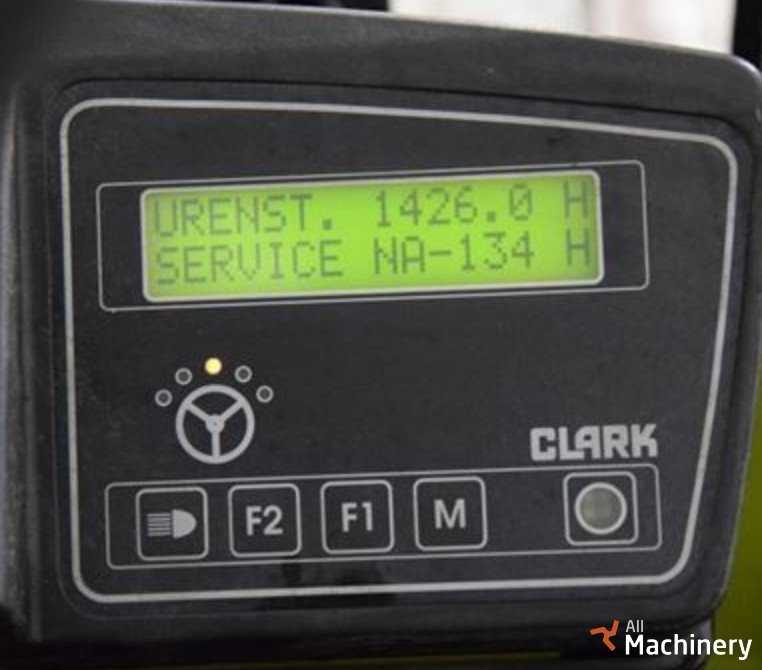 URENST. 1426.0 H
SERVICE NA-134 H
CLARK
F2 F1 M
All
Machinery